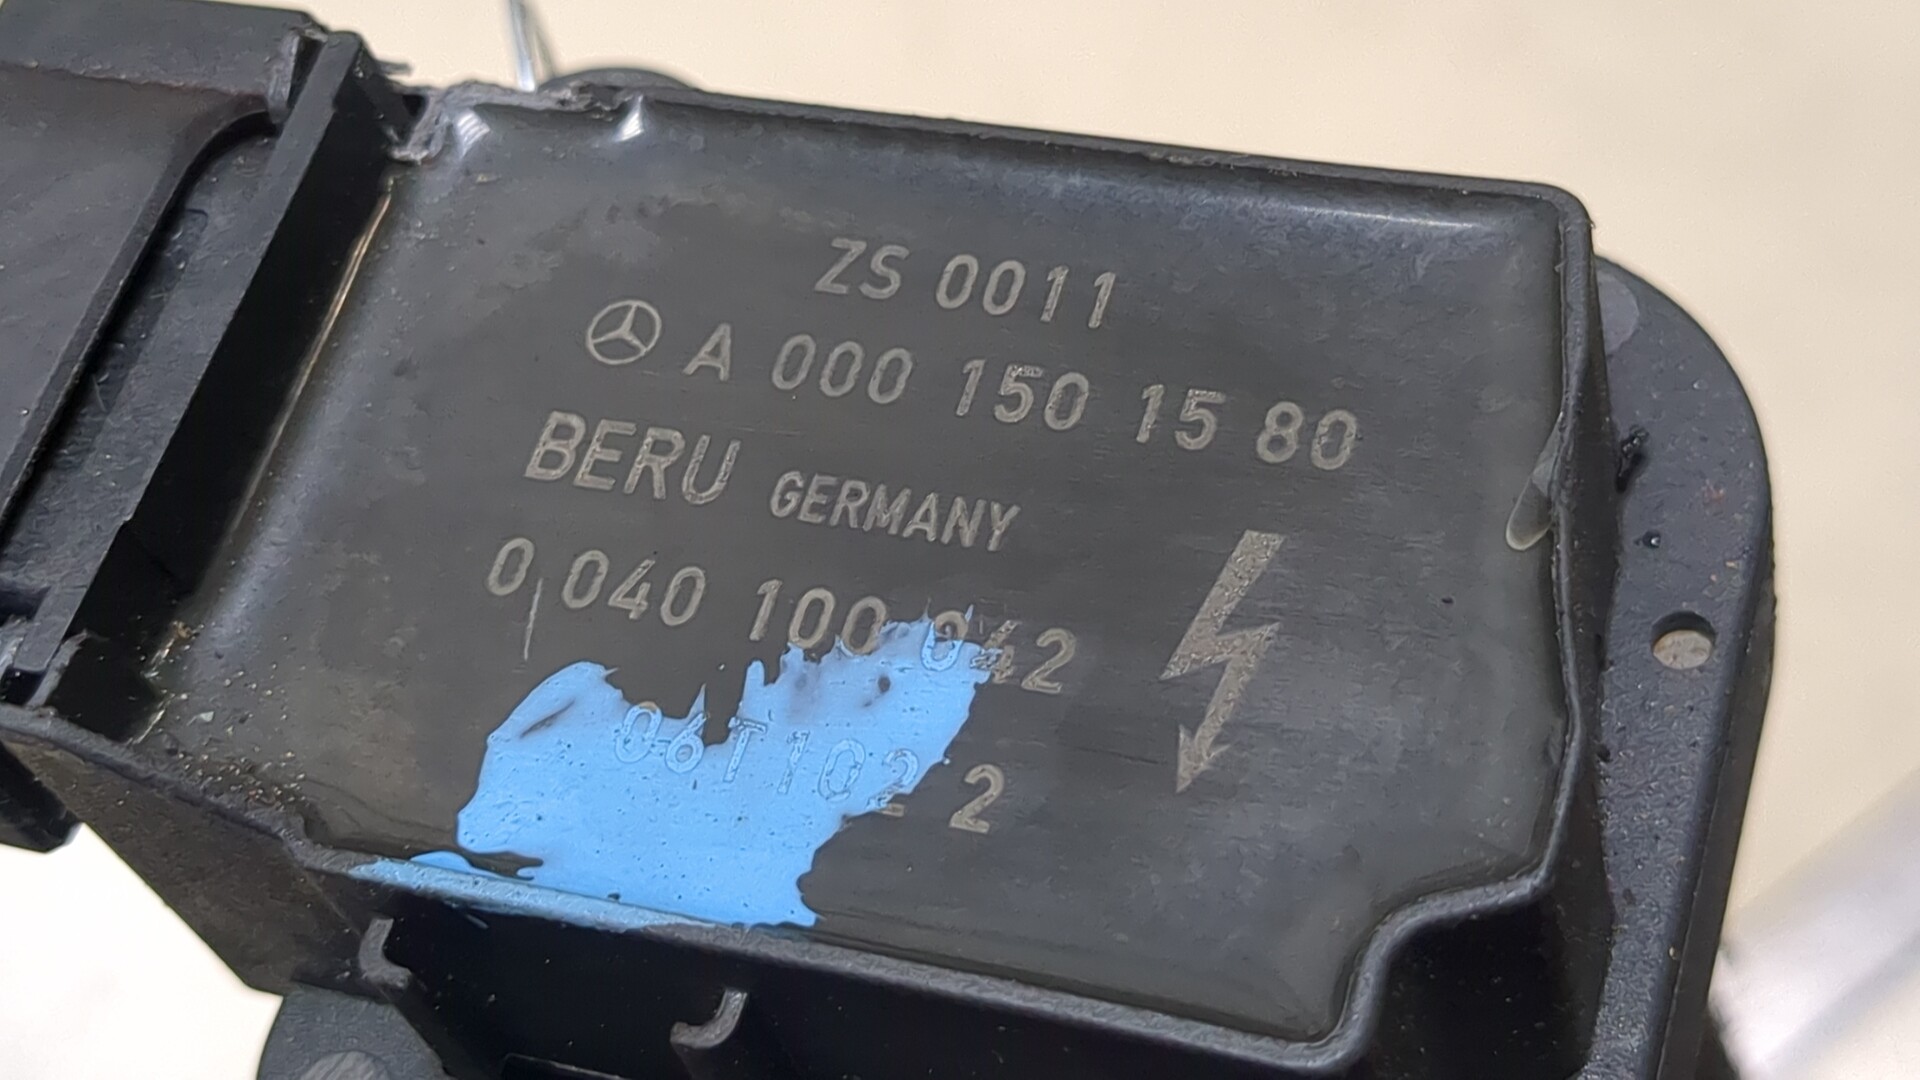 ZS 0011
A 000 150 15 80
BERU GERMANY
0 040 100 042
06T102 2